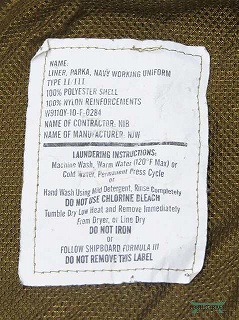 NAME:
LINER, PARKA, NAVY WORKING UNIFORM
TYPE II/III
100% POLYESTER SHELL
100% NYLON REINFORCEMENTS
W911QY-10-F-0284
NAME OF CONTRACTOR: NIB
NAME OF MANUFACTURER: NJW
LAUNDERING INSTRUCTIONS:
Machine Wash, Warm Water (120°F Max) or
Cold Water, Permanent Press Cycle
or
Hand Wash Using Mild Detergent, Rinse Completely
DO NOT USE CHLORINE BLEACH
Tumble Dry Low Heat and Remove Immediately
From Dryer, or Line Dry
DO NOT IRON
or
FOLLOW SHIPBOARD FORMULA III
DO NOT REMOVE THIS LABEL